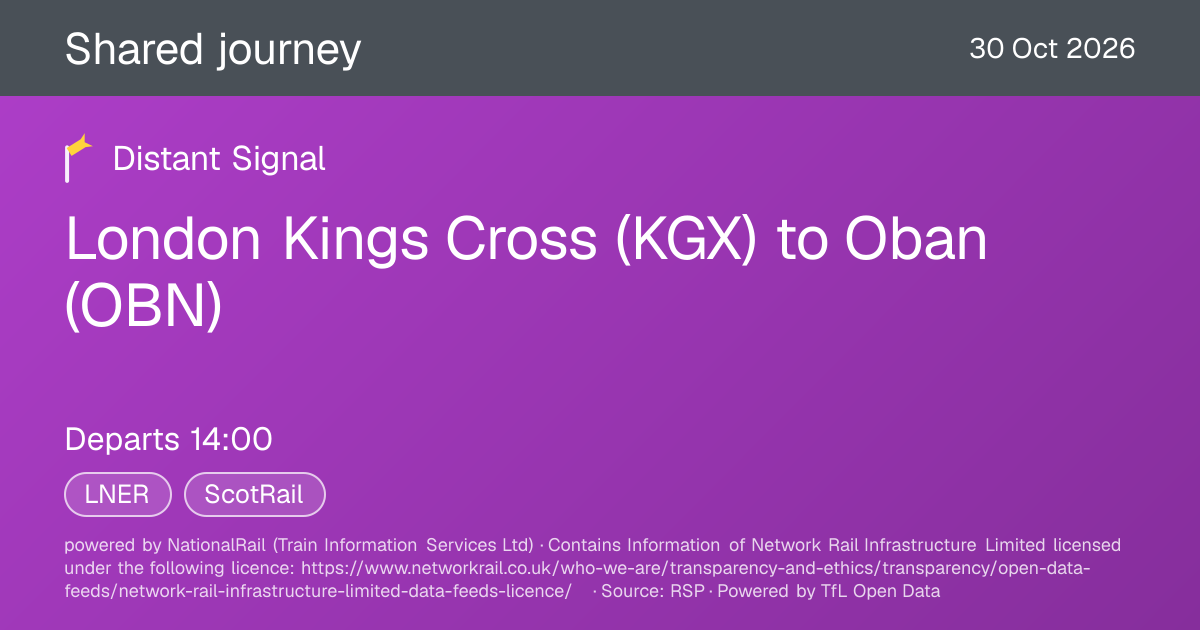 Shared journey
30 Oct 2026
Distant Signal
London Kings Cross (KGX) to Oban
(OBN)
Departs 14:00
LNER
ScotRail
powered by NationalRail (Train Information Services Ltd) · Contains Information of Network Rail Infrastructure Limited licensed
under the following licence: https://www.networkrail.co.uk/who-we-are/transparency-and-ethics/transparency/open-data-
feeds/network-rail-infrastructure-limited-data-feeds-licence/ · Source: RSP · Powered by TfL Open Data